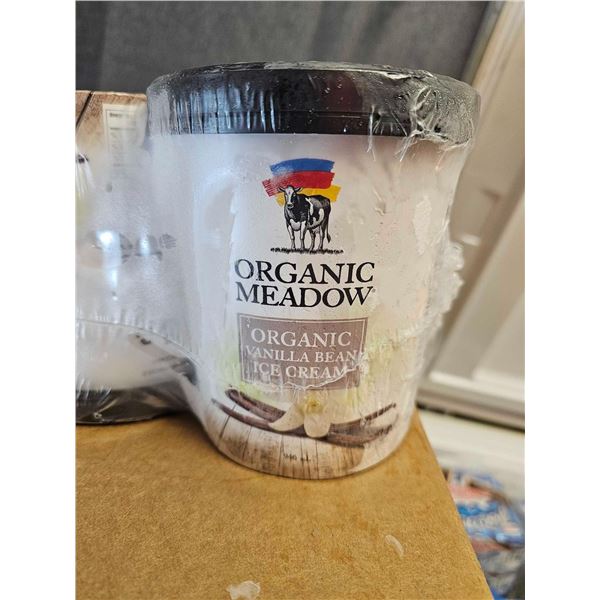 ORGANIC
MEADOW®
ORGANIC
VANILLA BEAN
ICE CREAM